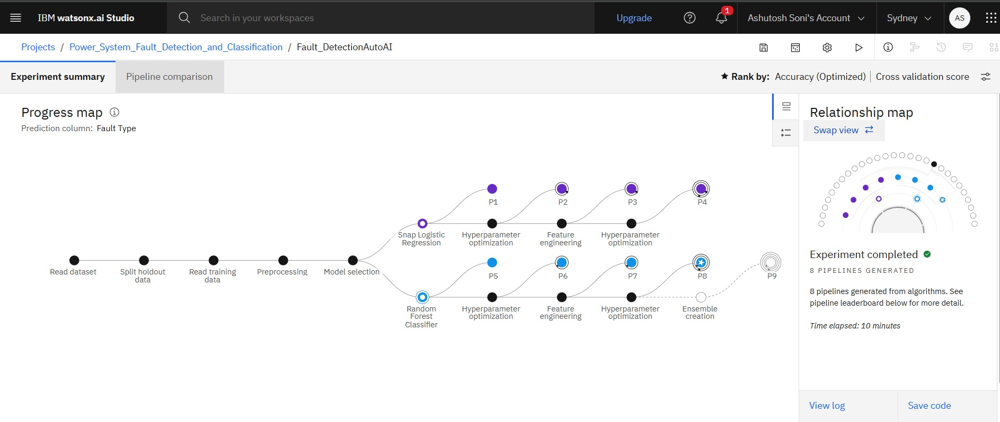 IBM watsonx.ai Studio
Search in your workspaces
Upgrade
1
Ashutosh Soni's Account
Sydney
AS
Projects / Power_System_Fault_Detection_and_Classification / Fault_DetectionAutoAI
Experiment summary
Pipeline comparison
Rank by: Accuracy (Optimized) | Cross validation score
Progress map
Prediction column: Fault Type
P1
P2
P3
P4
Snap Logistic
Regression
Hyperparameter
optimization
Feature
engineering
Hyperparameter
optimization
Read dataset
Split holdout
data
Read training
data
Preprocessing
Model selection
P5
P6
P7
P8
P9
Random
Forest
Classifier
Hyperparameter
optimization
Feature
engineering
Hyperparameter
optimization
Ensemble
creation
Relationship map
Swap view
Experiment completed
8 PIPELINES GENERATED
8 pipelines generated from algorithms. See
pipeline leaderboard below for more detail.
Time elapsed: 10 minutes
View log
Save code